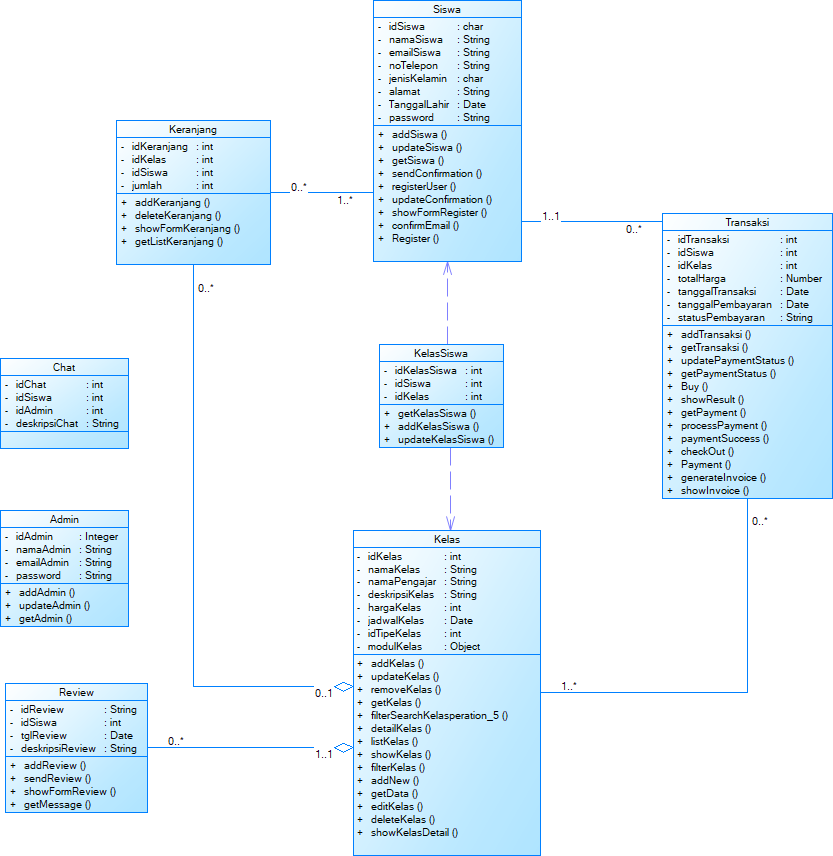 Siswa
- idSiswa : char
- namaSiswa : String
- emailSiswa : String
- noTelepon : String
- jenisKelamin : char
- alamat : String
- TanggalLahir : Date
- password : String
+ addSiswa ()
+ updateSiswa ()
+ getSiswa ()
+ sendConfirmation ()
+ registerUser ()
+ updateConfirmation ()
+ showFormRegister ()
+ confirmEmail ()
+ Register ()
Keranjang
- idKeranjang : int
- idKelas : int
- idSiswa : int
- jumlah : int
+ addKeranjang ()
+ deleteKeranjang ()
+ showFormKeranjang ()
+ getListKeranjang ()
0..*
1..*
1..1
0..*
Transaksi
- idTransaksi : int
- idSiswa : int
- idKelas : int
- totalHarga : Number
- tanggalTransaksi : Date
- tanggalPembayaran : Date
- statusPembayaran : String
+ addTransaksi ()
+ getTransaksi ()
+ updatePaymentStatus ()
+ getPaymentStatus ()
+ Buy ()
+ showResult ()
+ getPayment ()
+ processPayment ()
+ paymentSuccess ()
+ checkOut ()
+ Payment ()
+ generateInvoice ()
+ showInvoice ()
0..*
KelasSiswa
- idKelasSiswa : int
- idSiswa : int
- idKelas : int
+ getKelasSiswa ()
+ addKelasSiswa ()
+ updateKelasSiswa ()
Chat
- idChat : int
- idSiswa : int
- idAdmin : int
- deskripsiChat : String
Admin
- idAdmin : Integer
- namaAdmin : String
- emailAdmin : String
- password : String
+ addAdmin ()
+ updateAdmin ()
+ getAdmin ()
0..*
Kelas
- idKelas : int
- namaKelas : String
- namaPengajar : String
- deskripsiKelas : String
- hargaKelas : int
- jadwalKelas : Date
- idTipeKelas : int
- modulKelas : Object
+ addKelas ()
+ updateKelas ()
+ removeKelas ()
+ getKelas ()
+ filterSearchKelasperation_5 ()
+ detailKelas ()
+ listKelas ()
+ showKelas ()
+ filterKelas ()
+ addNew ()
+ getData ()
+ editKelas ()
+ deleteKelas ()
+ showKelasDetail ()
0..1
1..*
Review
- idReview : String
- idSiswa : int
- tglReview : Date
- deskripsiReview : String
+ addReview ()
+ sendReview ()
+ showFormReview ()
+ getMessage ()
0..*
1..1